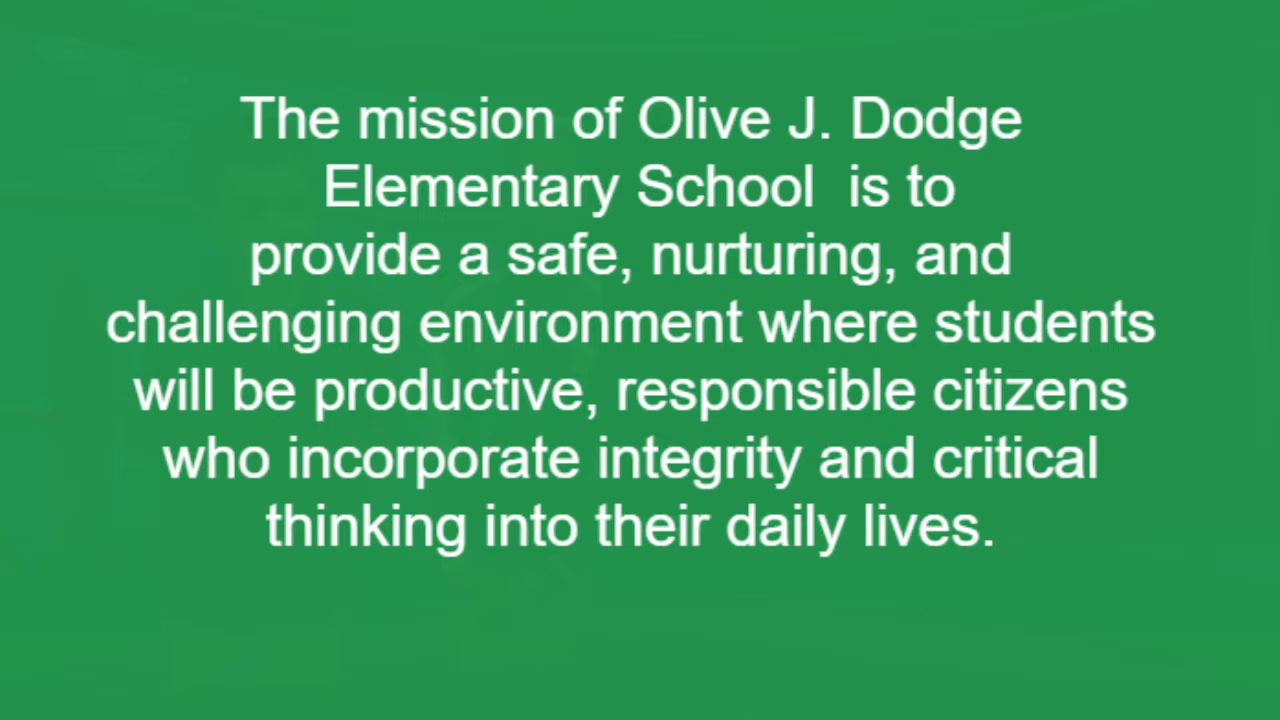 The mission of Olive J. Dodge
Elementary School  is to
provide a safe, nurturing, and
challenging environment where students
will be productive, responsible citizens
who incorporate integrity and critical
thinking into their daily lives.